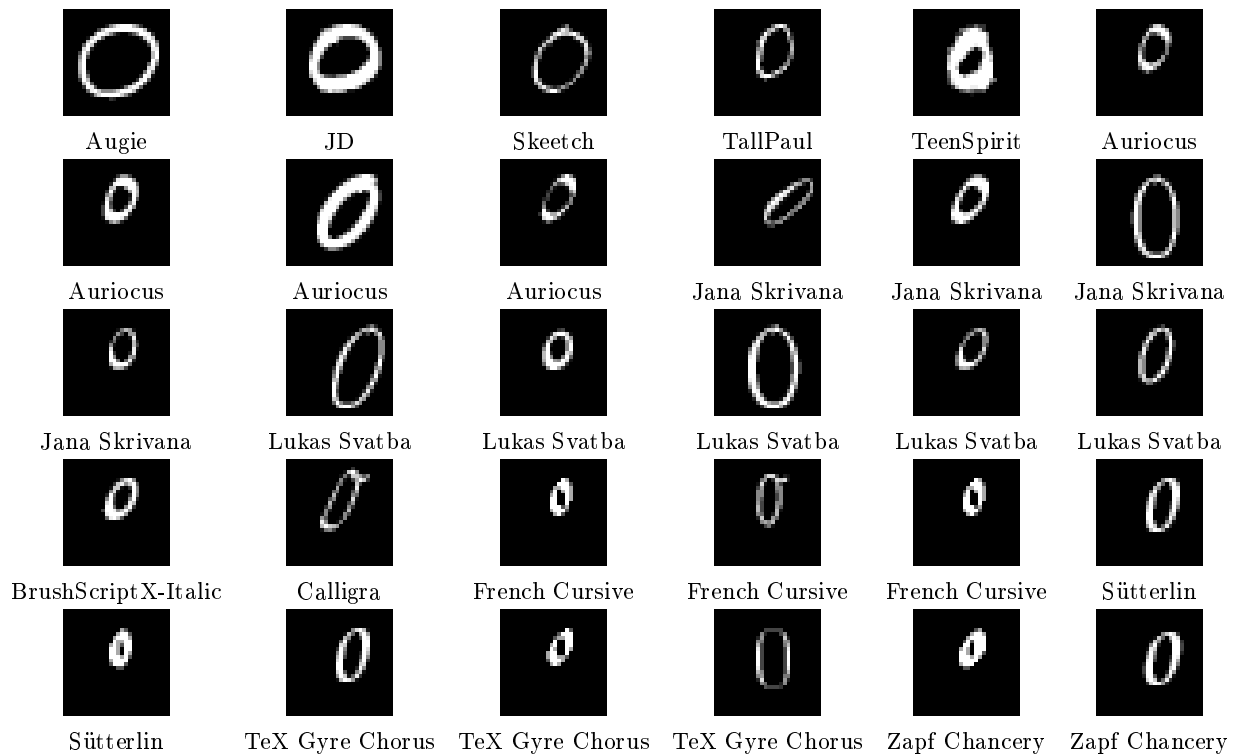 Augie JD Skeetch TallPaul TeenSpirit Auriocus
Auriocus Auriocus Auriocus Jana Skrivana Jana Skrivana Jana Skrivana
Jana Skrivana Lukas Svatba Lukas Svatba Lukas Svatba Lukas Svatba Lukas Svatba
BrushScriptX-Italic Calligra French Cursive French Cursive French Cursive Sütterlin
Sütterlin TeX Gyre Chorus TeX Gyre Chorus TeX Gyre Chorus Zapf Chancery Zapf Chancery